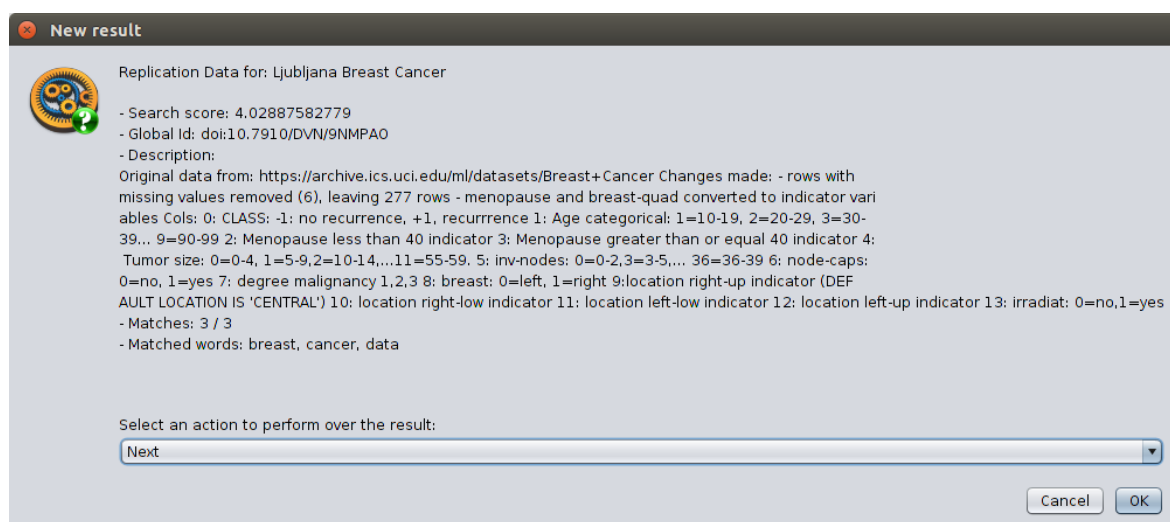 New result
Replication Data for: Ljubljana Breast Cancer
- Search score: 4.02887582779
- Global Id: doi:10.7910/DVN/9NMPAO
- Description:
Original data from: https://archive.ics.uci.edu/ml/datasets/Breast+Cancer Changes made: - rows with
missing values removed (6), leaving 277 rows - menopause and breast-quad converted to indicator vari
ables Cols: 0: CLASS: -1: no recurrence, +1, recurrrence 1: Age categorical: 1=10-19, 2=20-29, 3=30-
39... 9=90-99 2: Menopause less than 40 indicator 3: Menopause greater than or equal 40 indicator 4:
Tumor size: 0=0-4, 1=5-9,2=10-14,...11=55-59. 5: inv-nodes: 0=0-2,3=3-5,... 36=36-39 6: node-caps:
0=no, 1=yes 7: degree malignancy 1,2,3 8: breast: 0=left, 1=right 9:location right-up indicator (DEF
AULT LOCATION IS 'CENTRAL') 10: location right-low indicator 11: location left-low indicator 12: location left-up indicator 13: irradiat: 0=no,1=yes
- Matches: 3 / 3
- Matched words: breast, cancer, data
Select an action to perform over the result:
Next
Cancel OK